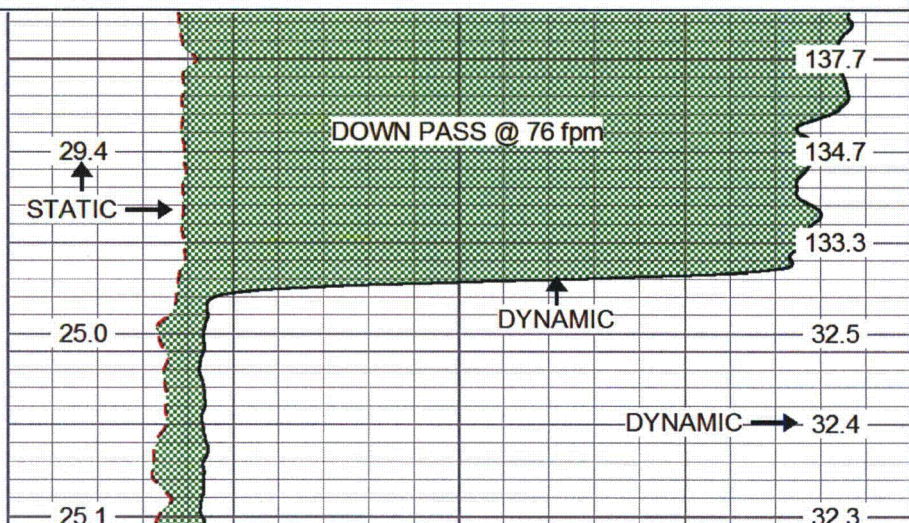 137.7
DOWN PASS @ 76 fpm
29.4
134.7
STATIC
133.3
DYNAMIC
25.0
32.5
DYNAMIC
32.4
25.1
32.3